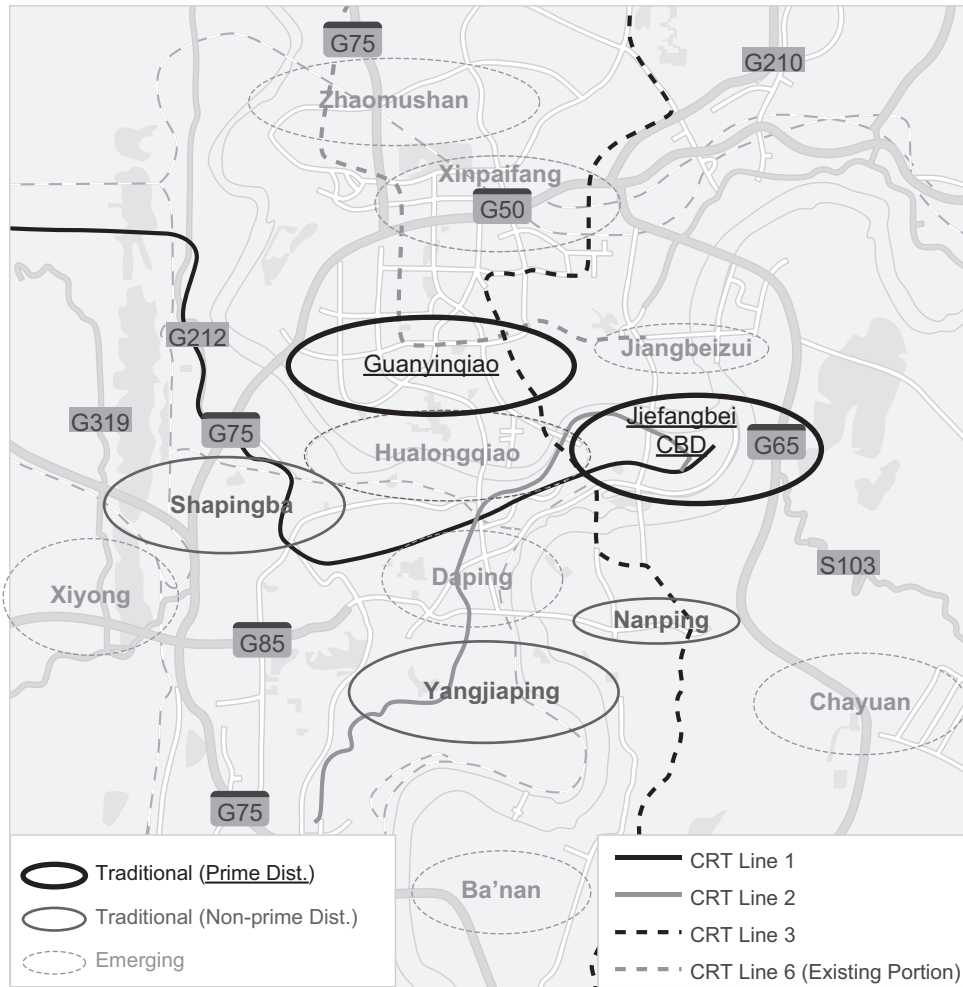 G75
G210
Zhaomushan
Xinpaifang
G50
G212
Guanyinqiao
Jiangbeizui
G319
G75
Jiefangbei
CBD
G65
Hualongqiao
Shapingba
S103
Xiyong
Daping
Nanping
G85
Yangjiaping
Chayuan
G75
Ba'nan
Traditional (Prime Dist.)
Traditional (Non-prime Dist.)
Emerging
CRT Line 1
CRT Line 2
CRT Line 3
CRT Line 6 (Existing Portion)